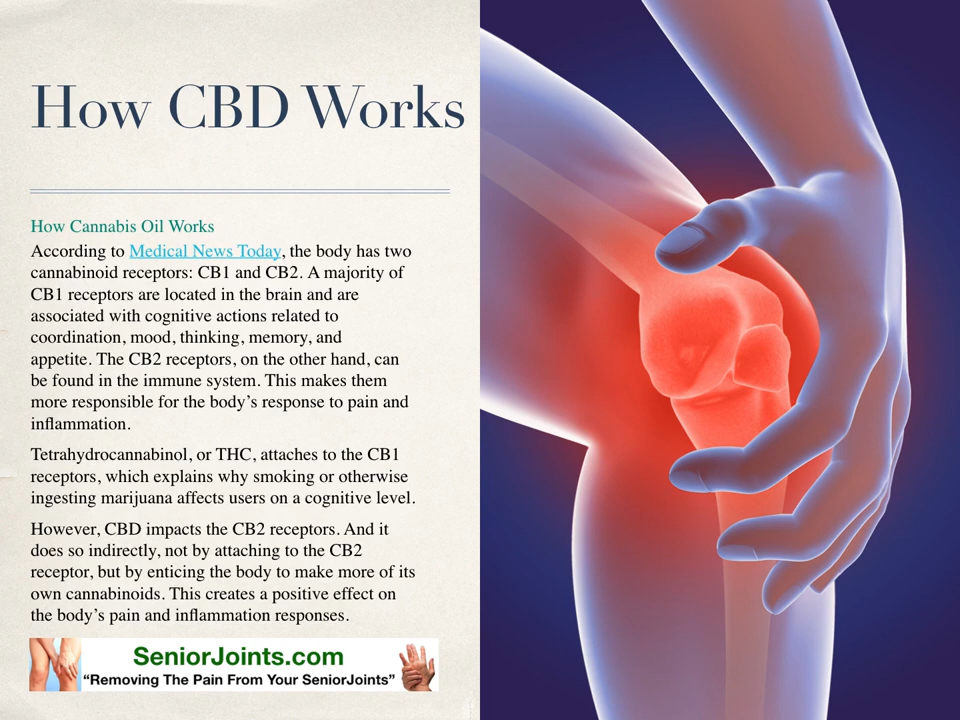 How CBD Works
How Cannabis Oil Works
According to Medical News Today, the body has two
cannabinoid receptors: CB1 and CB2. A majority of
CB1 receptors are located in the brain and are
associated with cognitive actions related to
coordination, mood, thinking, memory, and
appetite. The CB2 receptors, on the other hand, can
be found in the immune system. This makes them
more responsible for the body’s response to pain and
inflammation.
Tetrahydrocannabinol, or THC, attaches to the CB1
receptors, which explains why smoking or otherwise
ingesting marijuana affects users on a cognitive level.
However, CBD impacts the CB2 receptors. And it
does so indirectly, not by attaching to the CB2
receptor, but by enticing the body to make more of its
own cannabinoids. This creates a positive effect on
the body’s pain and inflammation responses.
SeniorJoints.com
“Removing The Pain From Your SeniorJoints”